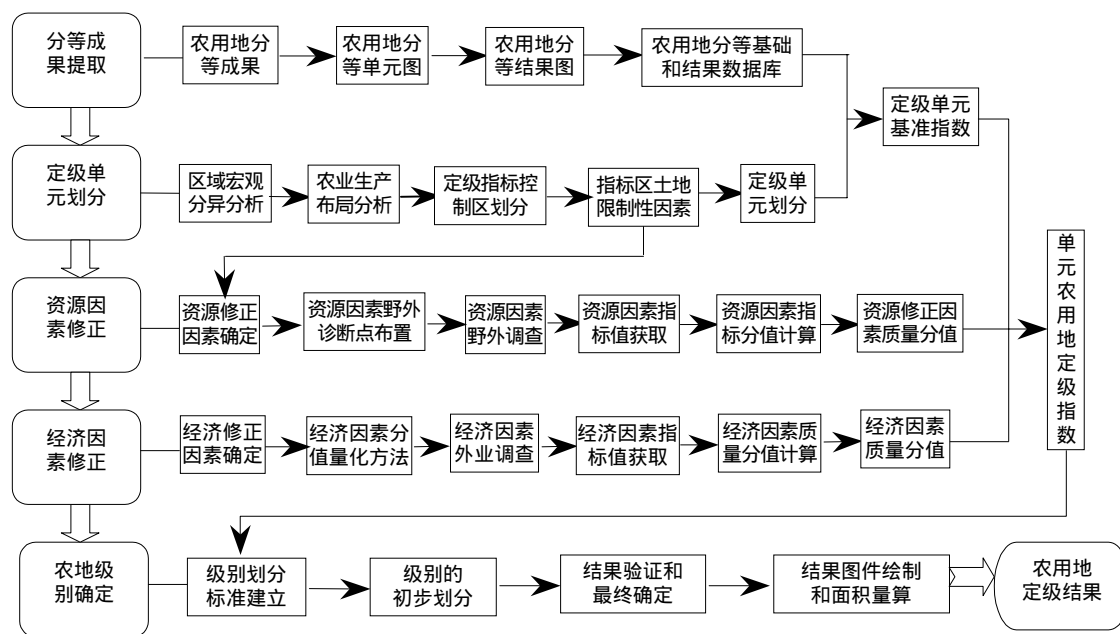 分等成
果提取
农用地分
等成果
农用地分
等单元图
农用地分
等结果图
农用地分等基础
和结果数据库
定级单元
基准指数
定级单
元划分
区域宏观
分异分析
农业生产
布局分析
定级指标控
制区划分
指标区土地
限制性因素
定级单
元划分
资源因
素修正
资源修正
因素确定
资源因素野外
诊断点布置
资源因素
野外调查
资源因素指
标值获取
资源因素指
标分值计算
资源修正因
素质量分值
单元农用地定级指数
经济因
素修正
经济修正
因素确定
经济因素分
值量化方法
经济因素
外业调查
经济因素指
标值获取
经济因素质
量分值计算
经济因素
质量分值
农地级
别确定
级别划分
标准建立
级别的
初步划分
结果验证和
最终确定
结果图件绘制
和面积量算
农用地
定级结果